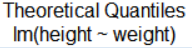 Theoretical Quantiles
lm(height ~ weight)